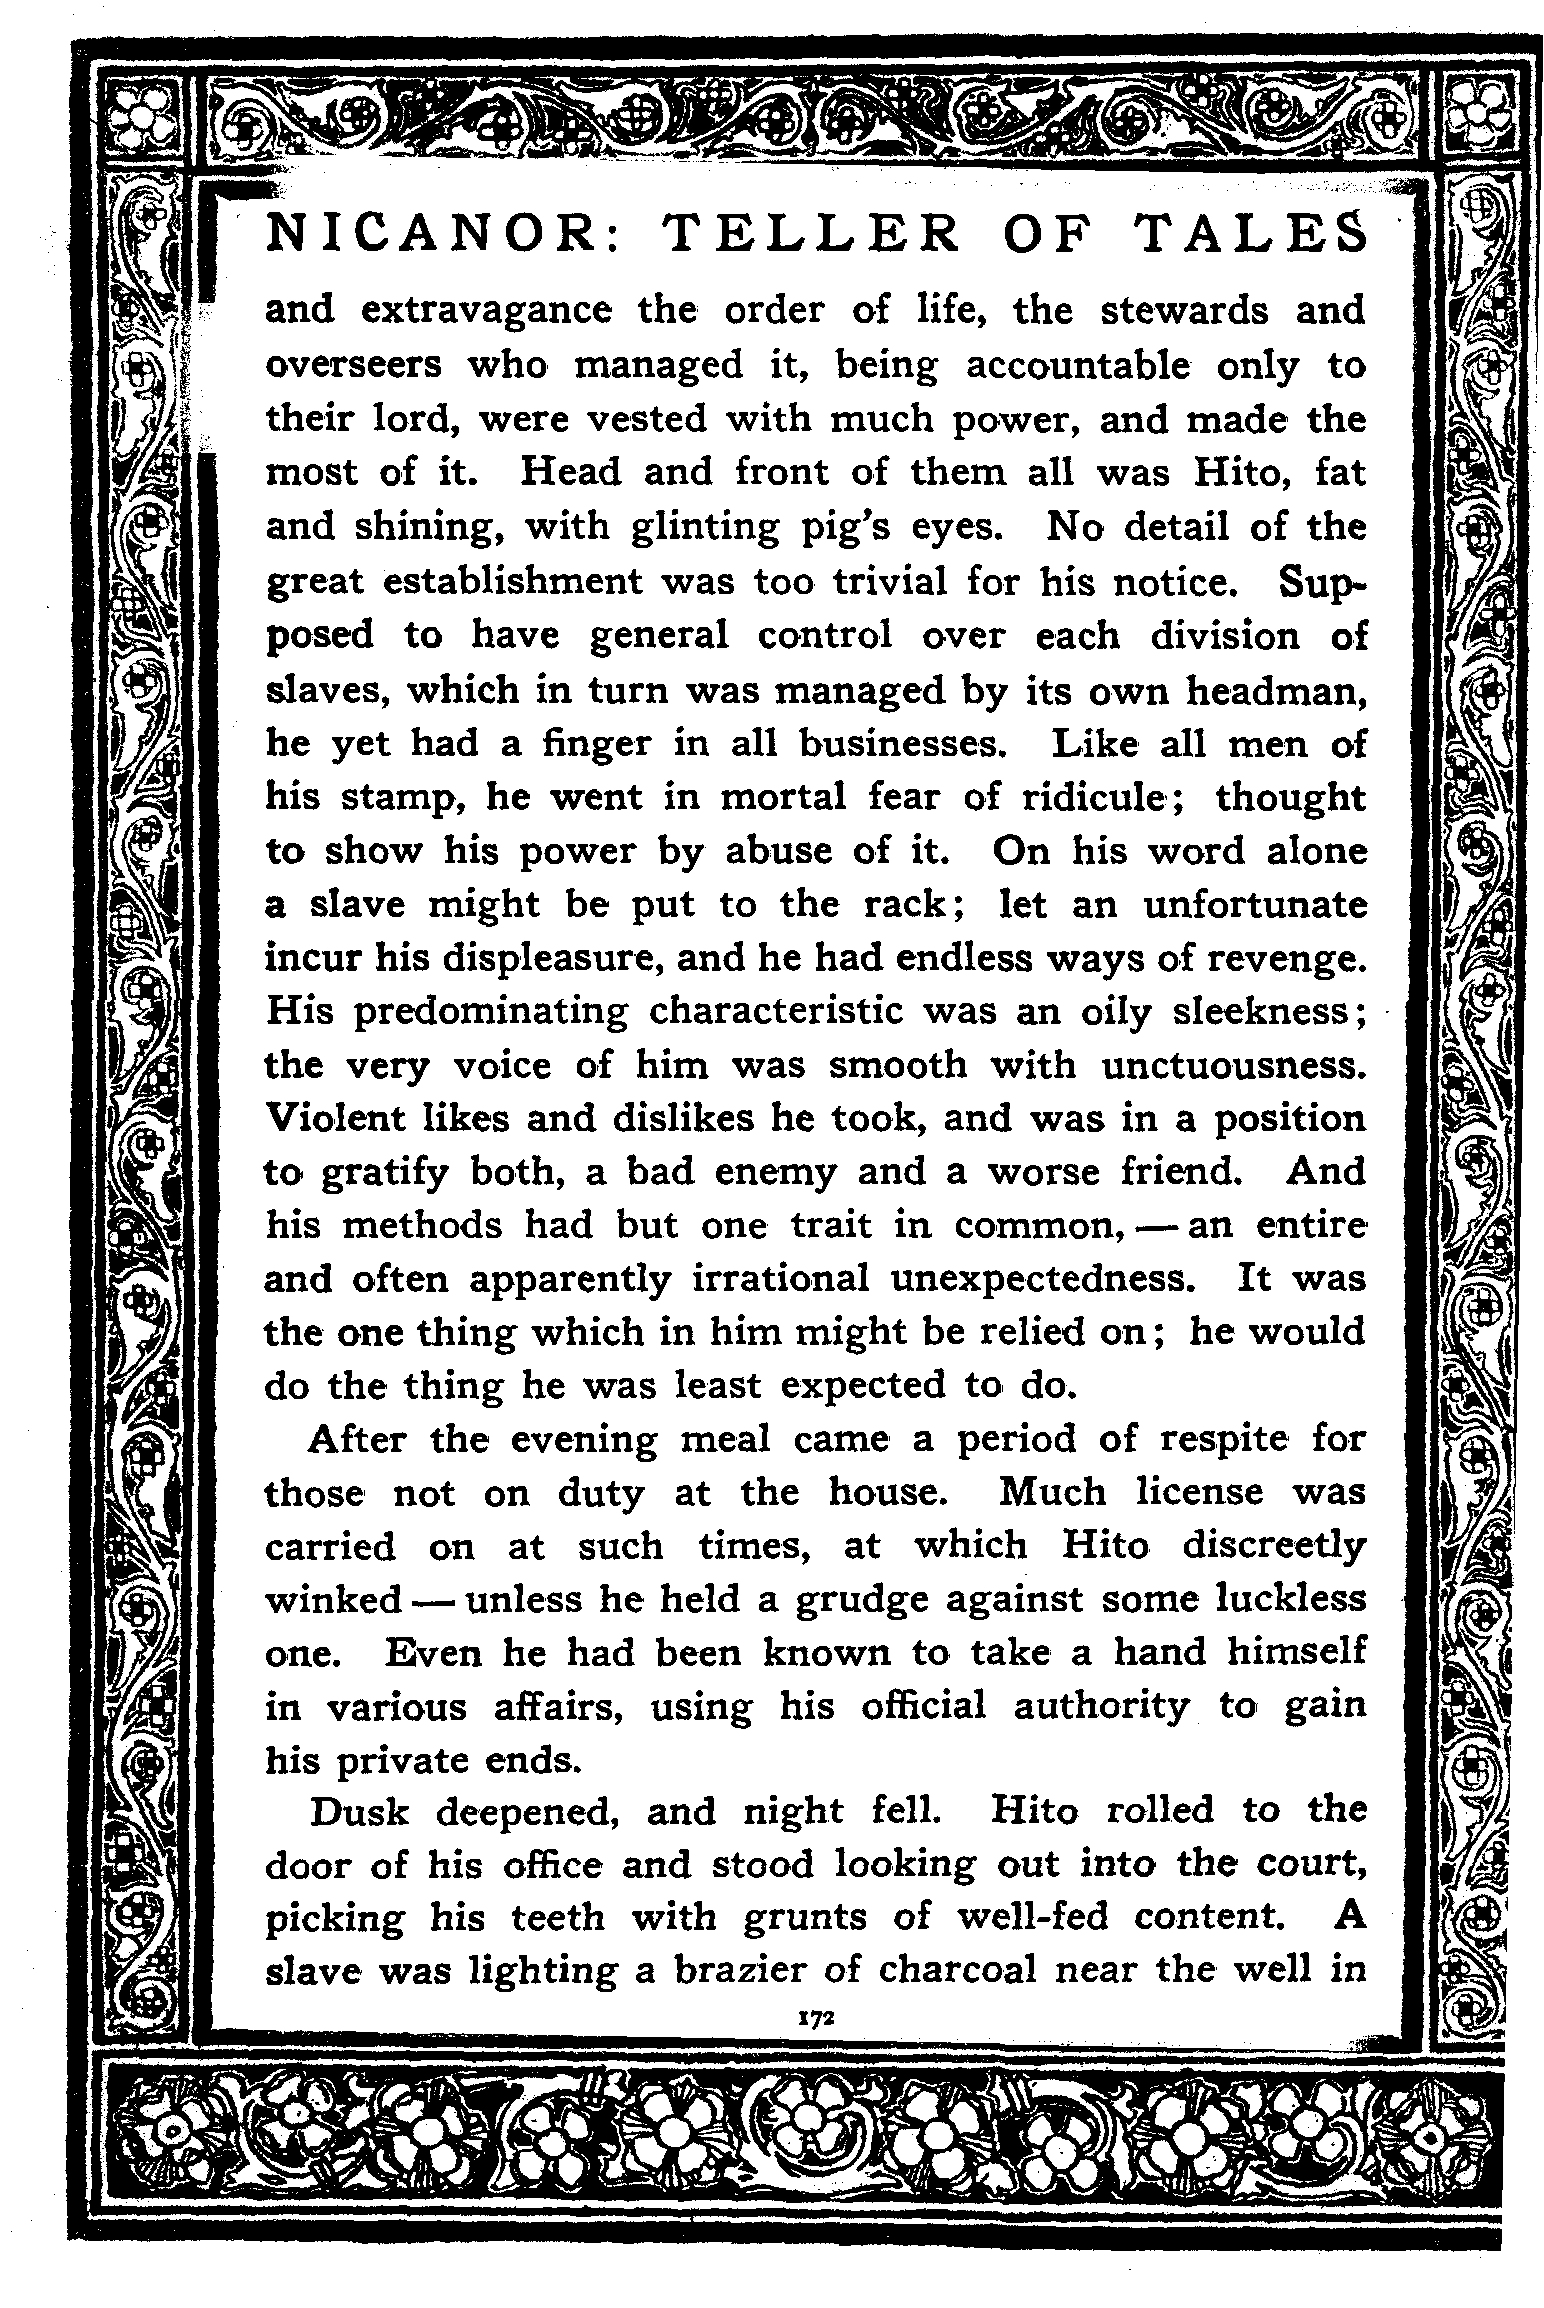 NICANOR: TELLER OF TALES
and extravagance the order of life, the stewards and
overseers who managed it, being accountable only to
their lord, were vested with much power, and made the
most of it. Head and front of them all was Hito, fat
and shining, with glinting pig's eyes. No detail of the
great establishment was too trivial for his notice. Sup-
posed to have general control over each division of
slaves, which in turn was managed by its own headman,
he yet had a finger in all businesses. Like all men of
his stamp, he went in mortal fear of ridicule; thought
to show his power by abuse of it. On his word alone
a slave might be put to the rack; let an unfortunate
incur his displeasure, and he had endless ways of revenge.
His predominating characteristic was an oily sleekness;
the very voice of him was smooth with unctuousness.
Violent likes and dislikes he took, and was in a position
to gratify both, a bad enemy and a worse friend. And
his methods had but one trait in common, — an entire
and often apparently irrational unexpectedness. It was
the one thing which in him might be relied on; he would
do the thing he was least expected to do.
After the evening meal came a period of respite for
those not on duty at the house. Much license was
carried on at such times, at which Hito discreetly
winked — unless he held a grudge against some luckless
one. Even he had been known to take a hand himself
in various affairs, using his official authority to gain
his private ends.
Dusk deepened, and night fell. Hito rolled to the
door of his office and stood looking out into the court,
picking his teeth with grunts of well-fed content. A
slave was lighting a brazier of charcoal near the well in
172